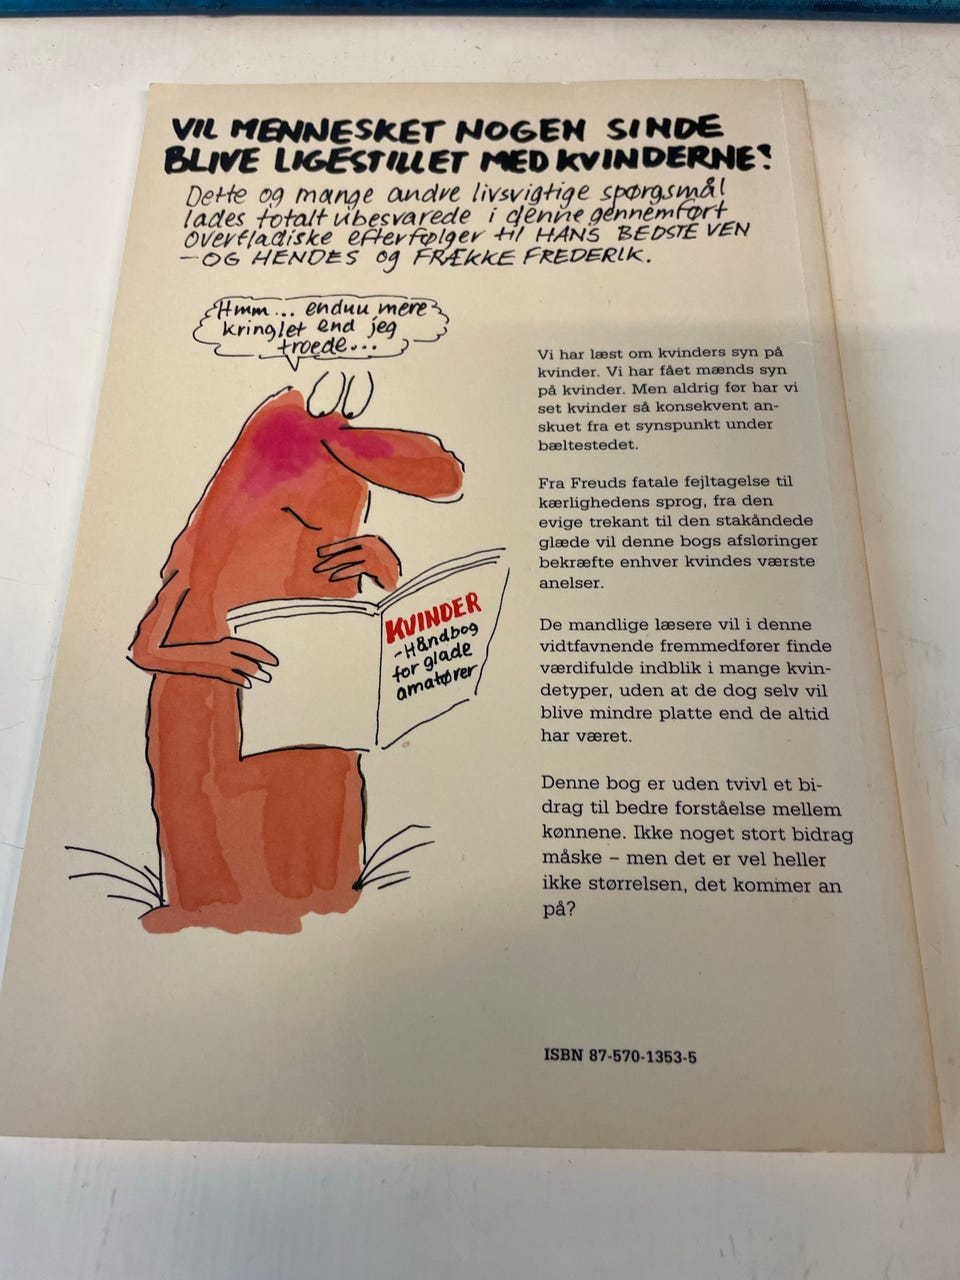 VIL MENNESKET NOGEN SINDE
BLIVE LIGESTILLET MED KVINDERNE?
Dette og mange andre livsvigtige spørgsmål
lades totalt ubesvarede i denne gennemført
overfladiske efterfølger til HANS BEDSTE VEN
- OG HENDES og FRÆKKE FREDERIK.
Hmm... enduu mere
kringlet end jeg
troede...
KVINDER
- Håndbog
for glade
amatører
Vi har læst om kvinders syn på
kvinder. Vi har fået mænds syn
på kvinder. Men aldrig før har vi
set kvinder så konsekvent an-
skuet fra et synspunkt under
bæltestedet.
Fra Freuds fatale fejltagelse til
kærlighedens sprog, fra den
evige trekant til den stakåndede
glæde vil denne bogs afsløringer
bekræfte enhver kvindes værste
anelser.
De mandlige læsere vil i denne
vidtfavnende fremmedfører finde
værdifulde indblik i mange kvin-
detyper, uden at de dog selv vil
blive mindre platte end de altid
har været.
Denne bog er uden tvivl et bi-
drag til bedre forståelse mellem
kønnene. Ikke noget stort bidrag
måske – men det er vel heller
ikke størrelsen, det kommer an
på?
ISBN 87-570-1353-5